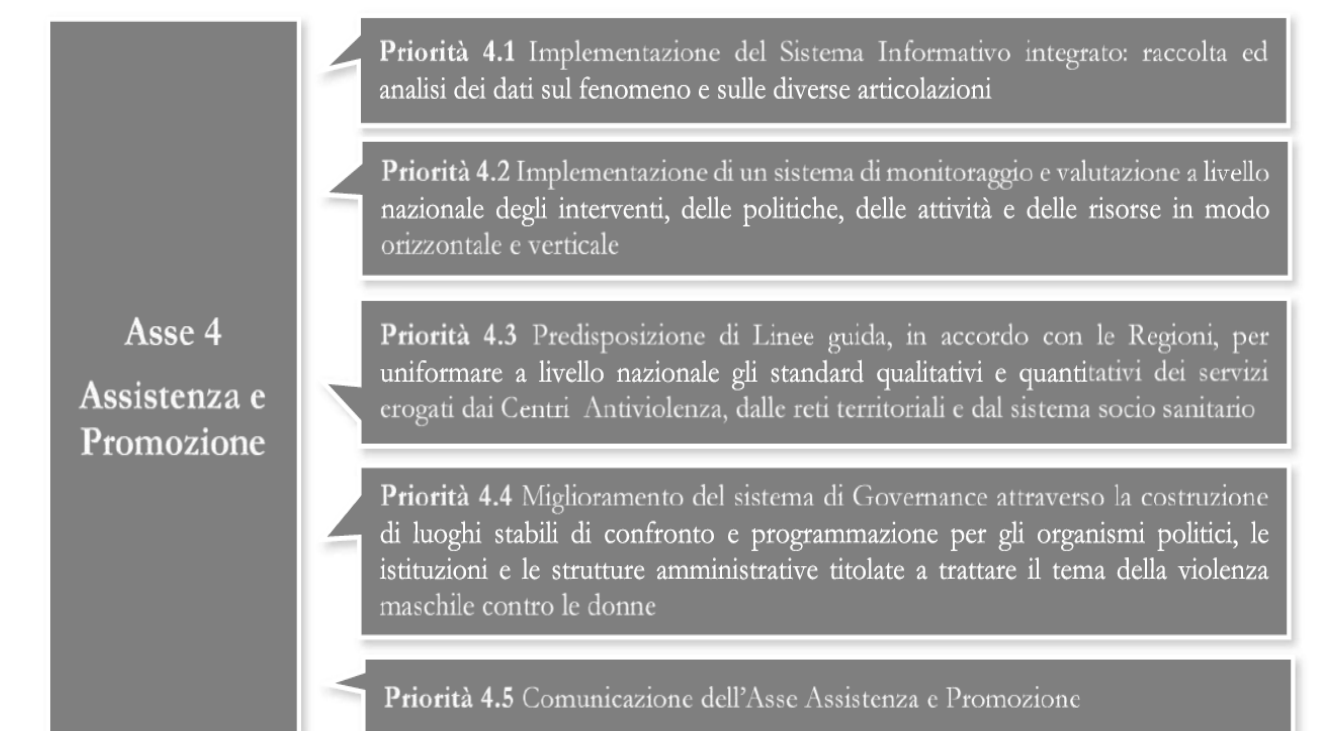 Asse 4
Assistenza e
Promozione
Priorità 4.1 Implementazione del Sistema Informativo integrato: raccolta ed
analisi dei dati sul fenomeno e sulle diverse articolazioni
Priorità 4.2 Implementazione di un sistema di monitoraggio e valutazione a livello
nazionale degli interventi, delle politiche, delle attività e delle risorse in modo
orizzontale e verticale
Priorità 4.3 Predisposizione di Linee guida, in accordo con le Regioni, per
uniformare a livello nazionale gli standard qualitativi e quantitativi dei servizi
erogati dai Centri Antiviolenza, dalle reti territoriali e dal sistema socio sanitario
Priorità 4.4 Miglioramento del sistema di Governance attraverso la costruzione
di luoghi stabili di confronto e programmazione per gli organismi politici, le
istituzioni e le strutture amministrative titolate a trattare il tema della violenza
maschile contro le donne
Priorità 4.5 Comunicazione dell'Asse Assistenza e Promozione